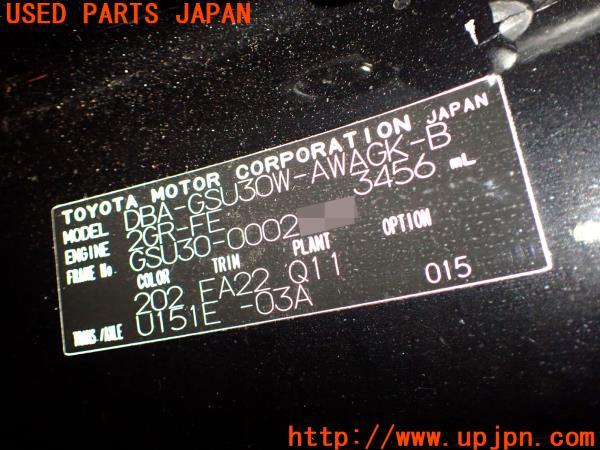 USED PARTS JAPAN
TOYOTA MOTOR CORPORATION JAPAN
MODEL DBA-GSU30W-AWAGK-B
ENGINE 2GR-FE 3456 mL
FRAME No. GSU30-0002
COLOR TRIM PLANT OPTION
202 FA22 Q11 015
TRANS./AXLE U151E -03A
http://www.upjpn.com